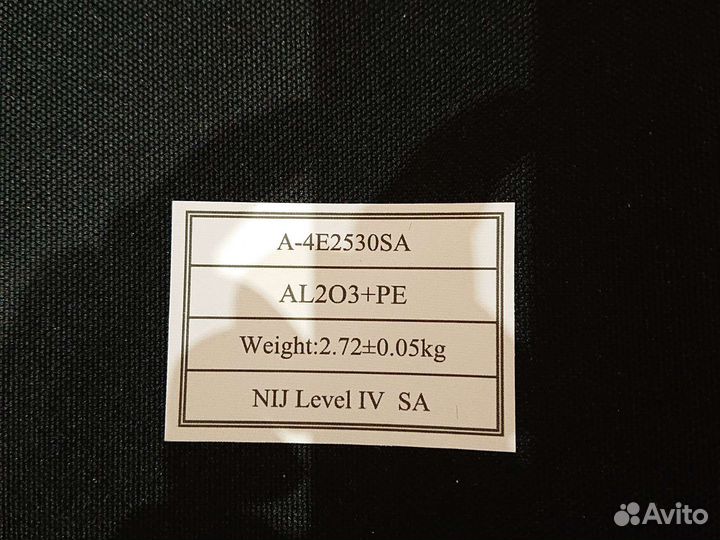 A-4E2530SA
AL2O3+PE
Weight:2.72±0.05kg
NIJ Level IV SA
Avito